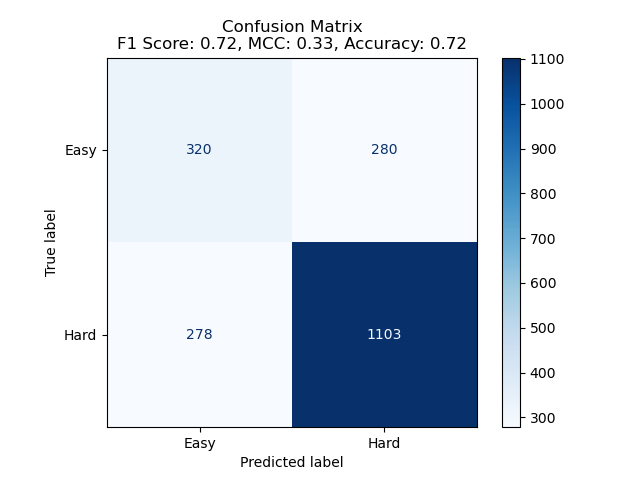 Confusion Matrix
F1 Score: 0.72, MCC: 0.33, Accuracy: 0.72
True label
Easy
320
280
Hard
278
1103
Easy
Hard
Predicted label
1100
1000
900
800
700
600
500
400
300